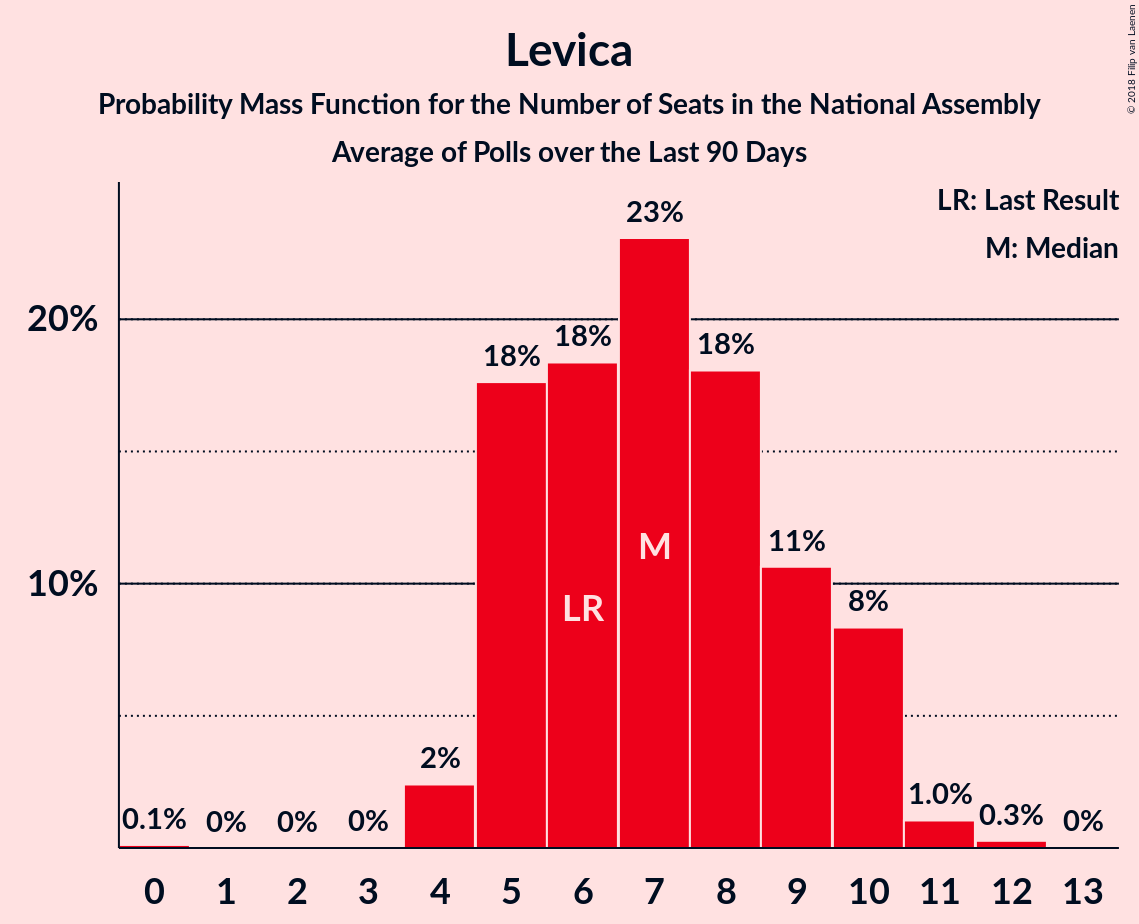 Levica
Probability Mass Function for the Number of Seats in the National Assembly
Average of Polls over the Last 90 Days
© 2018 Filip van Laenen
LR: Last Result
M: Median
20%
10%
0.1%
0%
0%
0%
2%
18%
18%
23%
18%
11%
8%
1.0%
0.3%
0%
LR
M
0 1 2 3 4 5 6 7 8 9 10 11 12 13